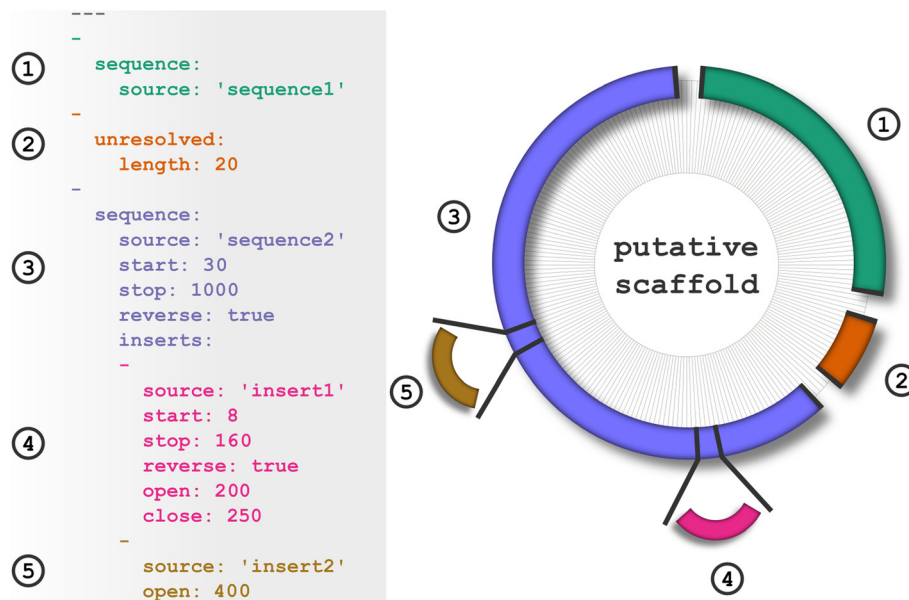 ---
-
① sequence:
source: 'sequence1'
-
② unresolved:
length: 20
-
sequence:
source: 'sequence2'
③ start: 30
stop: 1000
reverse: true
inserts:
-
source: 'insert1'
start: 8
④ stop: 160
reverse: true
open: 200
close: 250
-
⑤ source: 'insert2'
open: 400
①
③
putative
scaffold
②
⑤
④